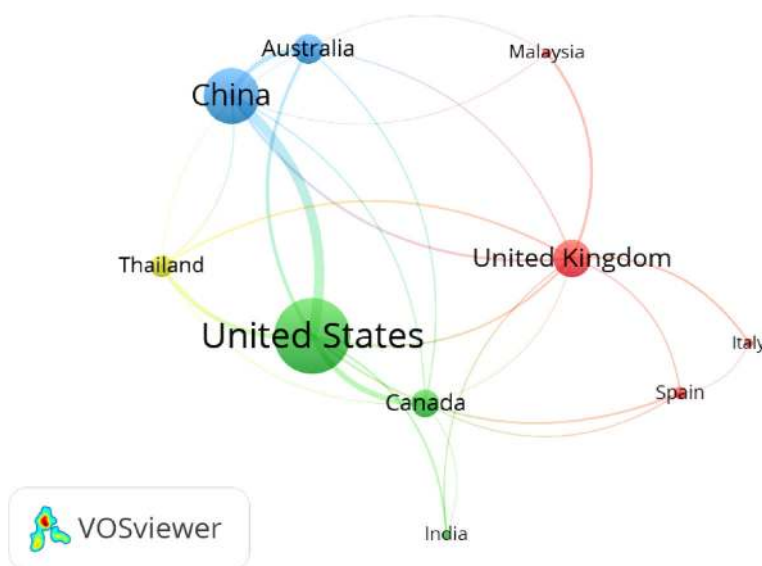 Australia
Malaysia
China
Thailand
United Kingdom
United States
Italy
Spain
Canada
India
VOSviewer